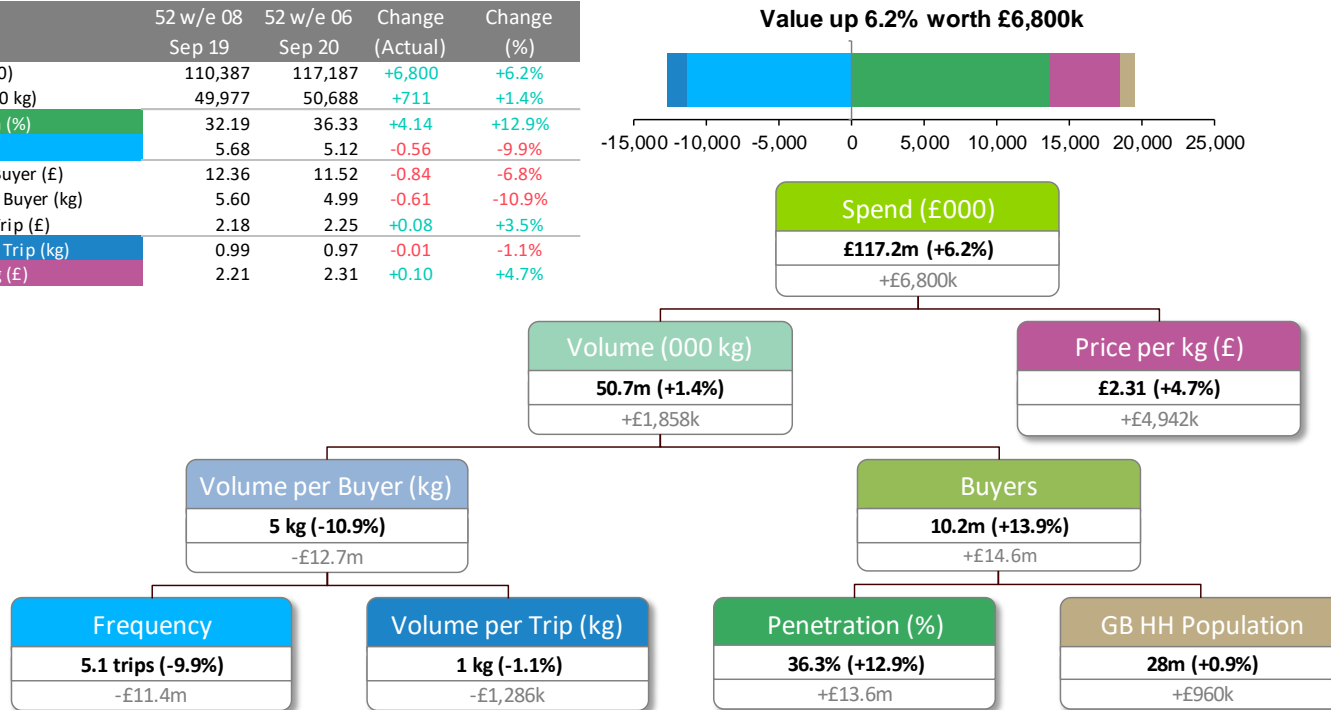 52 w/e 08 52 w/e 06 Change Change
Sep 19 Sep 20 (Actual) (%)
0) 110,387 117,187 +6,800 +6.2%
0 kg) 49,977 50,688 +711 +1.4%
(%) 32.19 36.33 +4.14 +12.9%
5.68 5.12 -0.56 -9.9%
uyer (£) 12.36 11.52 -0.84 -6.8%
Buyer (kg) 5.60 4.99 -0.61 -10.9%
rip (£) 2.18 2.25 +0.08 +3.5%
Trip (kg) 0.99 0.97 -0.01 -1.1%
(£) 2.21 2.31 +0.10 +4.7%
Value up 6.2% worth £6,800k
-15,000 -10,000 -5,000 0 5,000 10,000 15,000 20,000 25,000
Spend (£000)
£117.2m (+6.2%)
+£6,800k
Volume (000 kg)
50.7m (+1.4%)
+£1,858k
Price per kg (£)
£2.31 (+4.7%)
+£4,942k
Volume per Buyer (kg)
5 kg (-10.9%)
-£12.7m
Buyers
10.2m (+13.9%)
+£14.6m
Frequency
5.1 trips (-9.9%)
-£11.4m
Volume per Trip (kg)
1 kg (-1.1%)
-£1,286k
Penetration (%)
36.3% (+12.9%)
+£13.6m
GB HH Population
28m (+0.9%)
+£960k